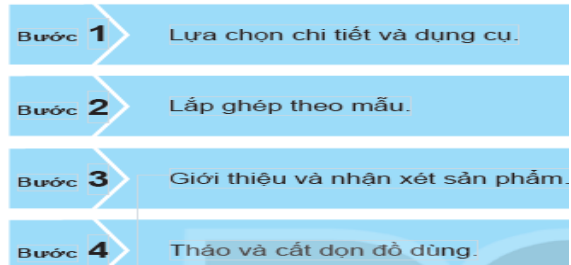 Bước 1 Lựa chọn chi tiết và dụng cụ.
Bước 2 Lắp ghép theo mẫu.
Bước 3 Giới thiệu và nhận xét sản phẩm.
Bước 4 Tháo và cất dọn đồ dùng.